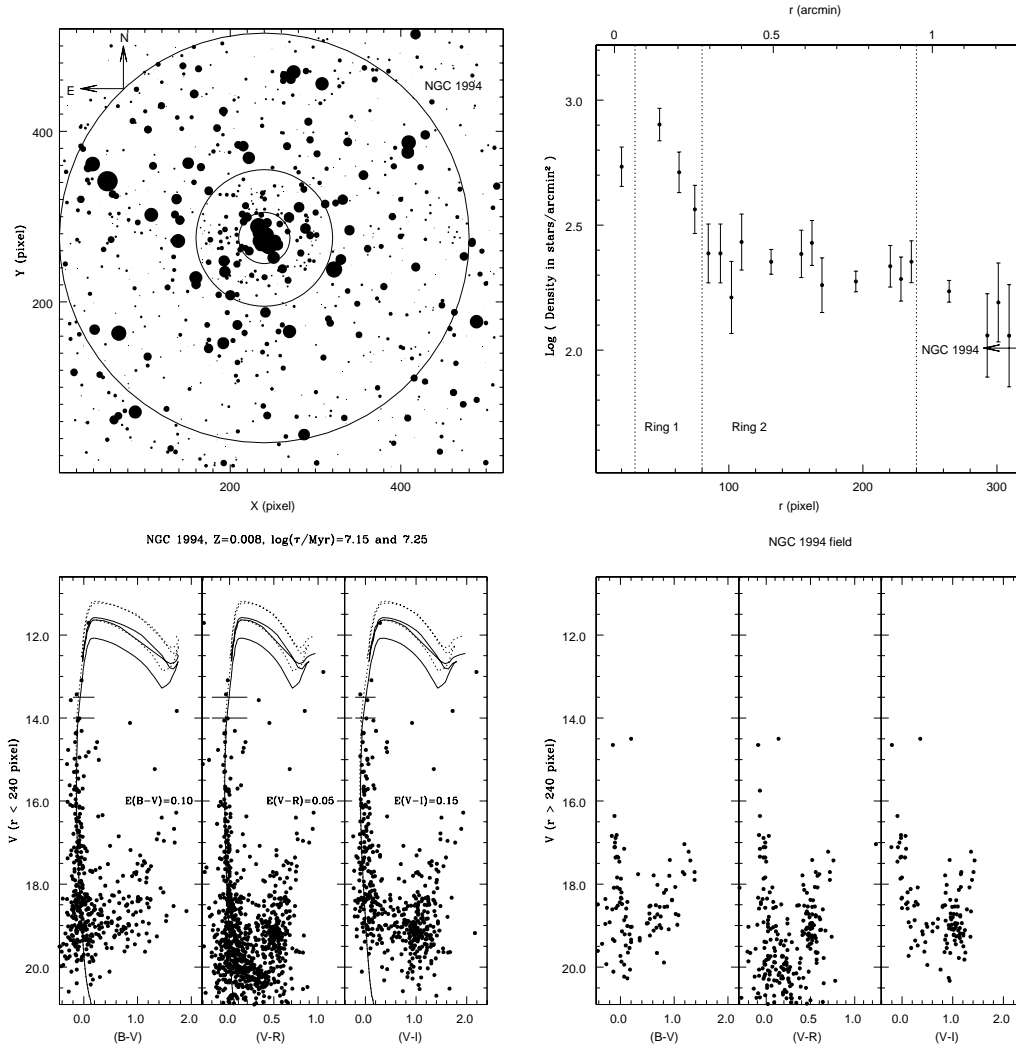 r (arcmin)
0 0.5 1
N
E
NGC 1994
400
200
Y (pixel)
200 400
X (pixel)
3.0
2.5
2.0
Log ( Density in stars/arcmin² )
NGC 1994
Ring 1 Ring 2
100 200 300
r (pixel)
NGC 1994, Z=0.008, log(τ/Myr)=7.15 and 7.25
12.0
14.0
16.0
18.0
20.0
V (r < 240 pixel)
E(B-V)=0.10 E(V-R)=0.05 E(V-I)=0.15
0.0 1.0 2.0 0.0 0.5 1.0 0.0 1.0 2.0
(B-V) (V-R) (V-I)
NGC 1994 field
12.0
14.0
16.0
18.0
20.0
V (r > 240 pixel)
0.0 1.0 2.0 0.0 0.5 1.0 0.0 1.0 2.0
(B-V) (V-R) (V-I)